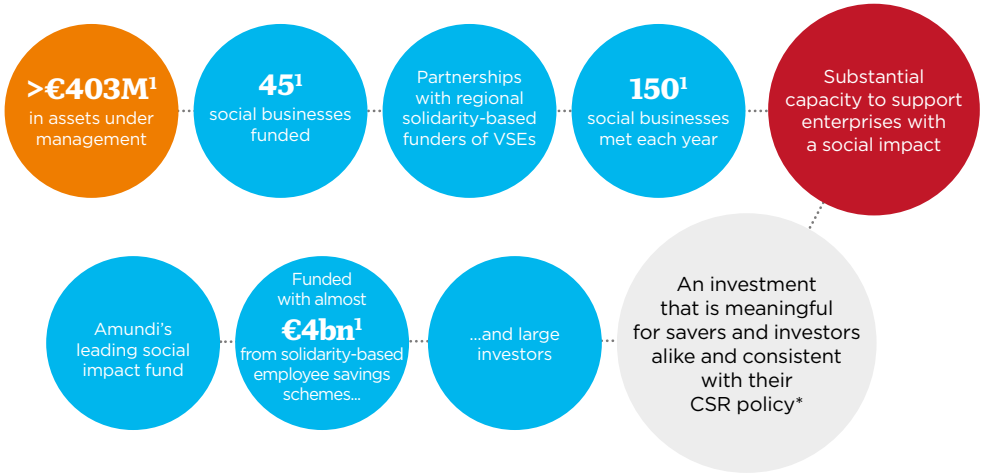 >€403M¹
in assets under
management
45¹
social businesses
funded
Partnerships
with regional
solidarity-based
funders of VSEs
150¹
social businesses
met each year
Substantial
capacity to support
enterprises with
a social impact
Amundi’s
leading social
impact fund
Funded
with almost
€4bn¹
from solidarity-based
employee savings
schemes...
...and large
investors
An investment
that is meaningful
for savers and investors
alike and consistent
with their
CSR policy*